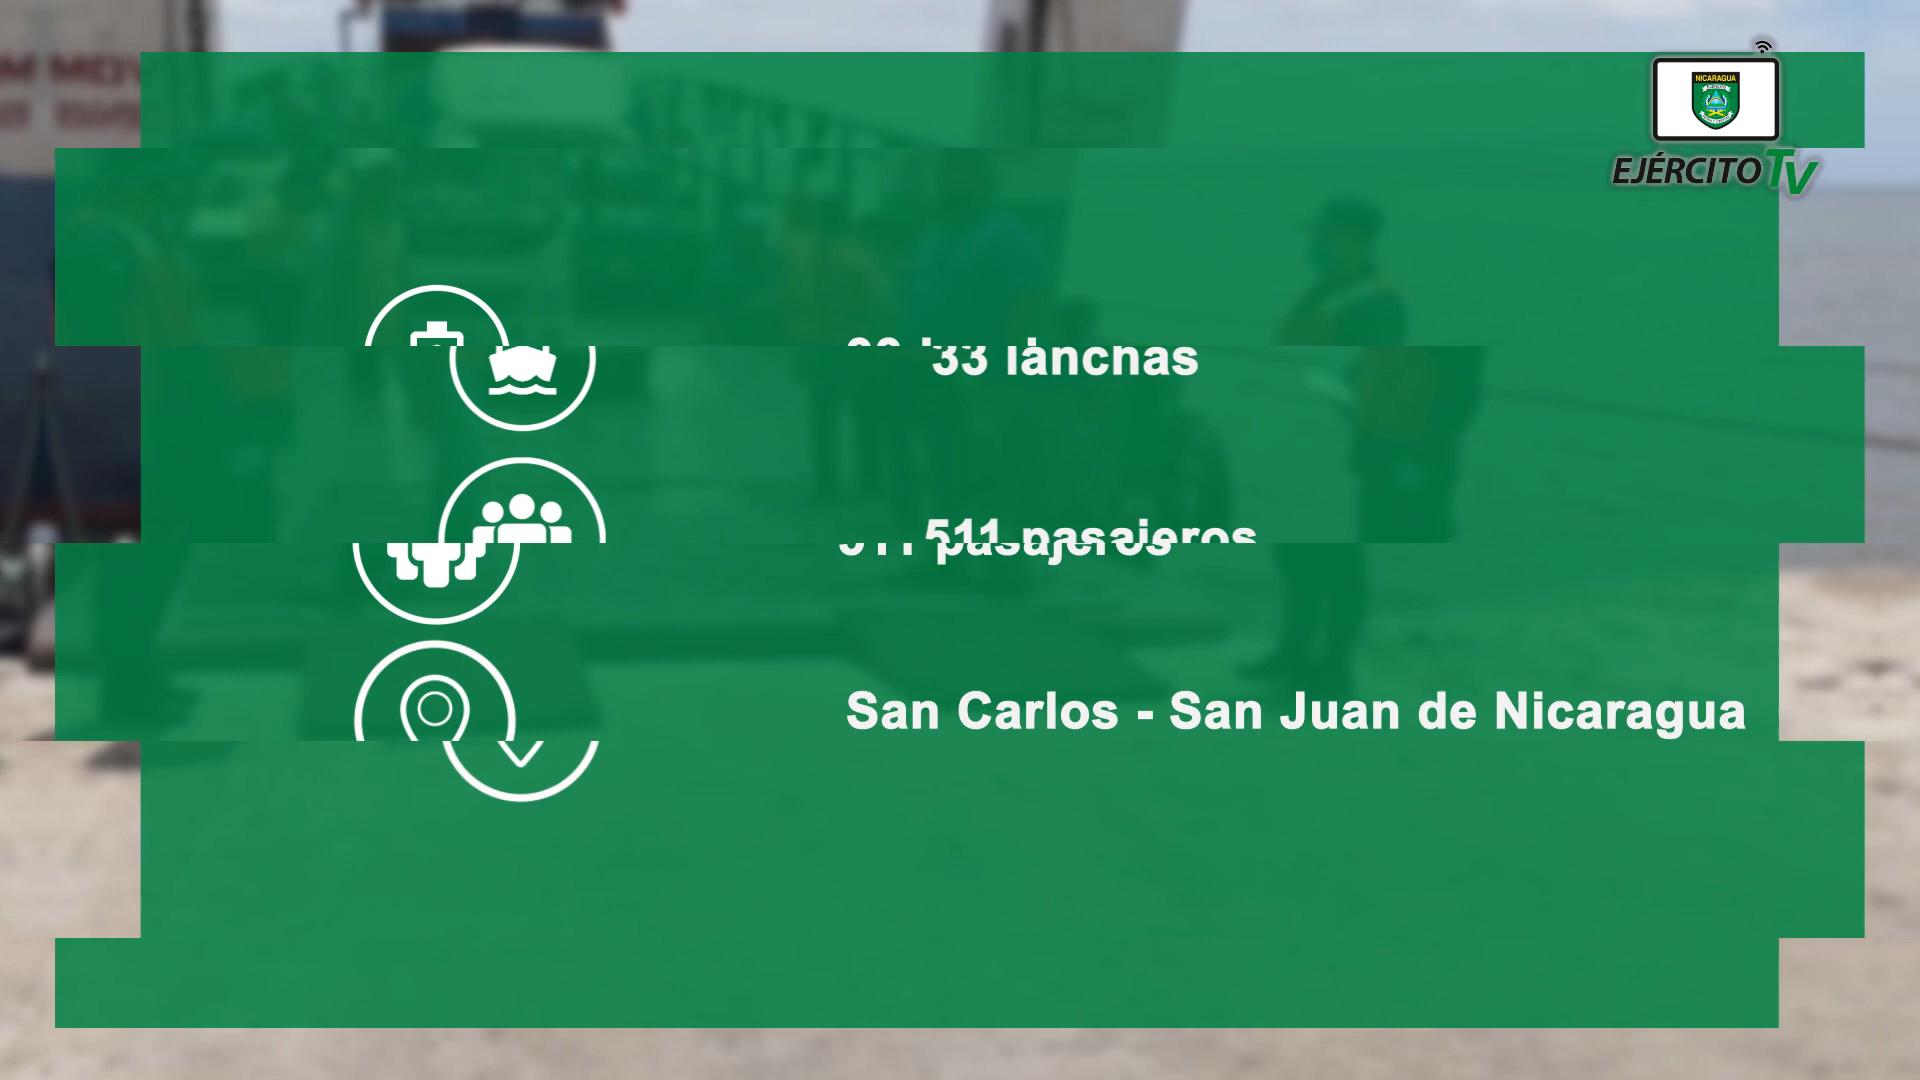 NICARAGUA
EJÉRCITO TV
33 lanchas
511 pasajeros
San Carlos - San Juan de Nicaragua